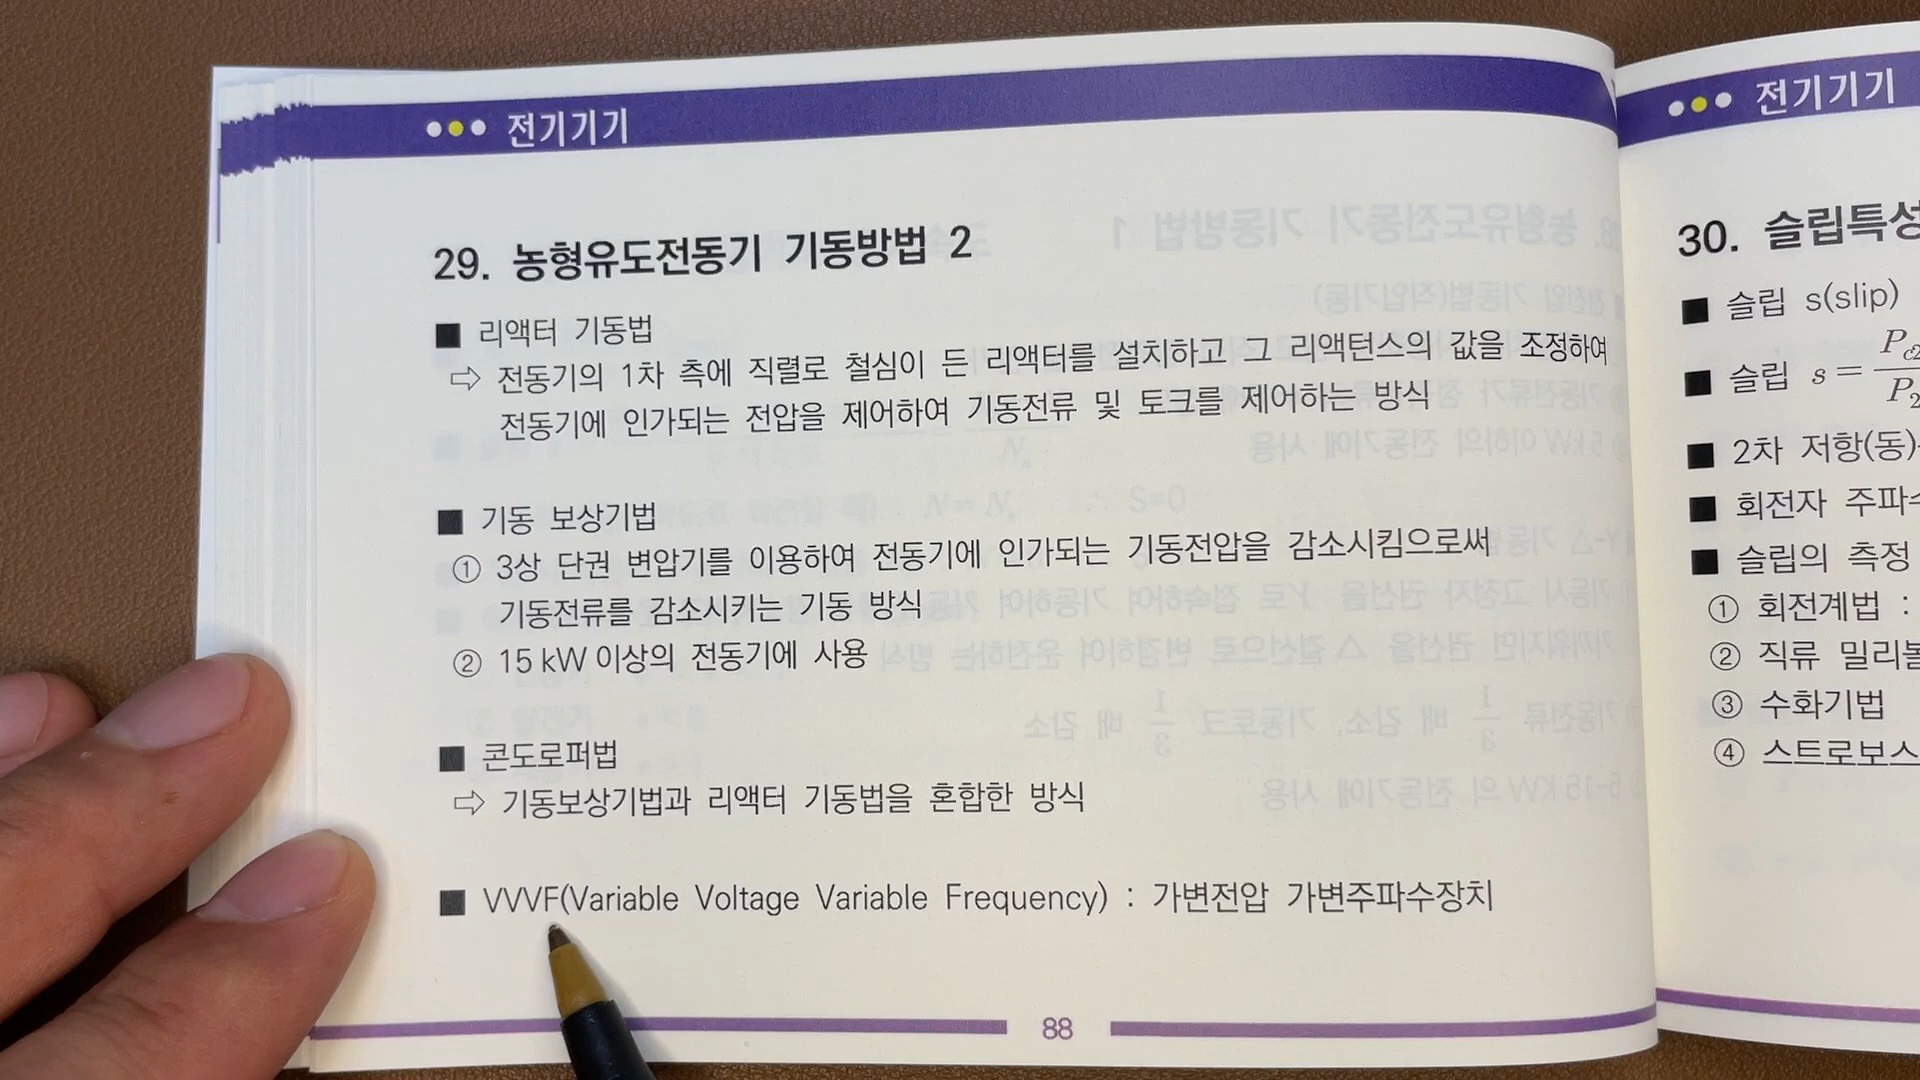 전기기기
29. 농형유도전동기 기동방법 2
■ 리액터 기동법
⇨ 전동기의 1차 측에 직렬로 철심이 든 리액터를 설치하고 그 리액턴스의 값을 조정하여
전동기에 인가되는 전압을 제어하여 기동전류 및 토크를 제어하는 방식
■ 기동 보상기법
① 3상 단권 변압기를 이용하여 전동기에 인가되는 기동전압을 감소시킴으로써
기동전류를 감소시키는 기동 방식
② 15 kW 이상의 전동기에 사용
■ 콘도로퍼법
⇨ 기동보상기법과 리액터 기동법을 혼합한 방식
■ VVVF(Variable Voltage Variable Frequency) : 가변전압 가변주파수장치
88
전기기기
30. 슬립특성
■ 슬립 s(slip)
■ 슬립 s =
■ 2차 저항(동)
■ 회전자 주파수
■ 슬립의 측정
① 회전계법 :
② 직류 밀리볼
③ 수화기법
④ 스트로보스